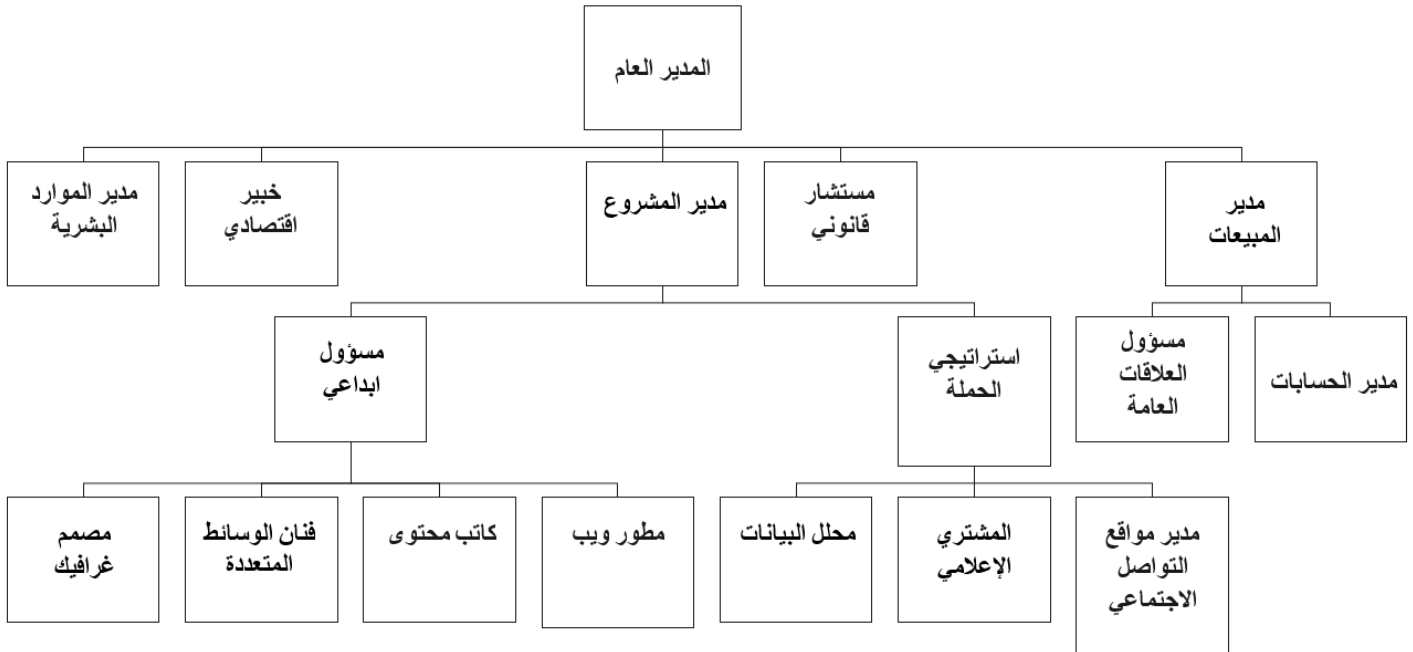 المدير العام
مدير
المبيعات
مستشار
قانوني
مدير المشروع
خبير
اقتصادي
مدير الموارد
البشرية
مدير الحسابات
مسؤول
العلاقات
العامة
استراتيجي
الحملة
مسؤول
ابداعي
مدير مواقع
التواصل
الاجتماعي
المشتري
الإعلامي
محلل البيانات
مطور ويب
كاتب محتوى
فنان الوسائط
المتعددة
مصمم
غرافيك